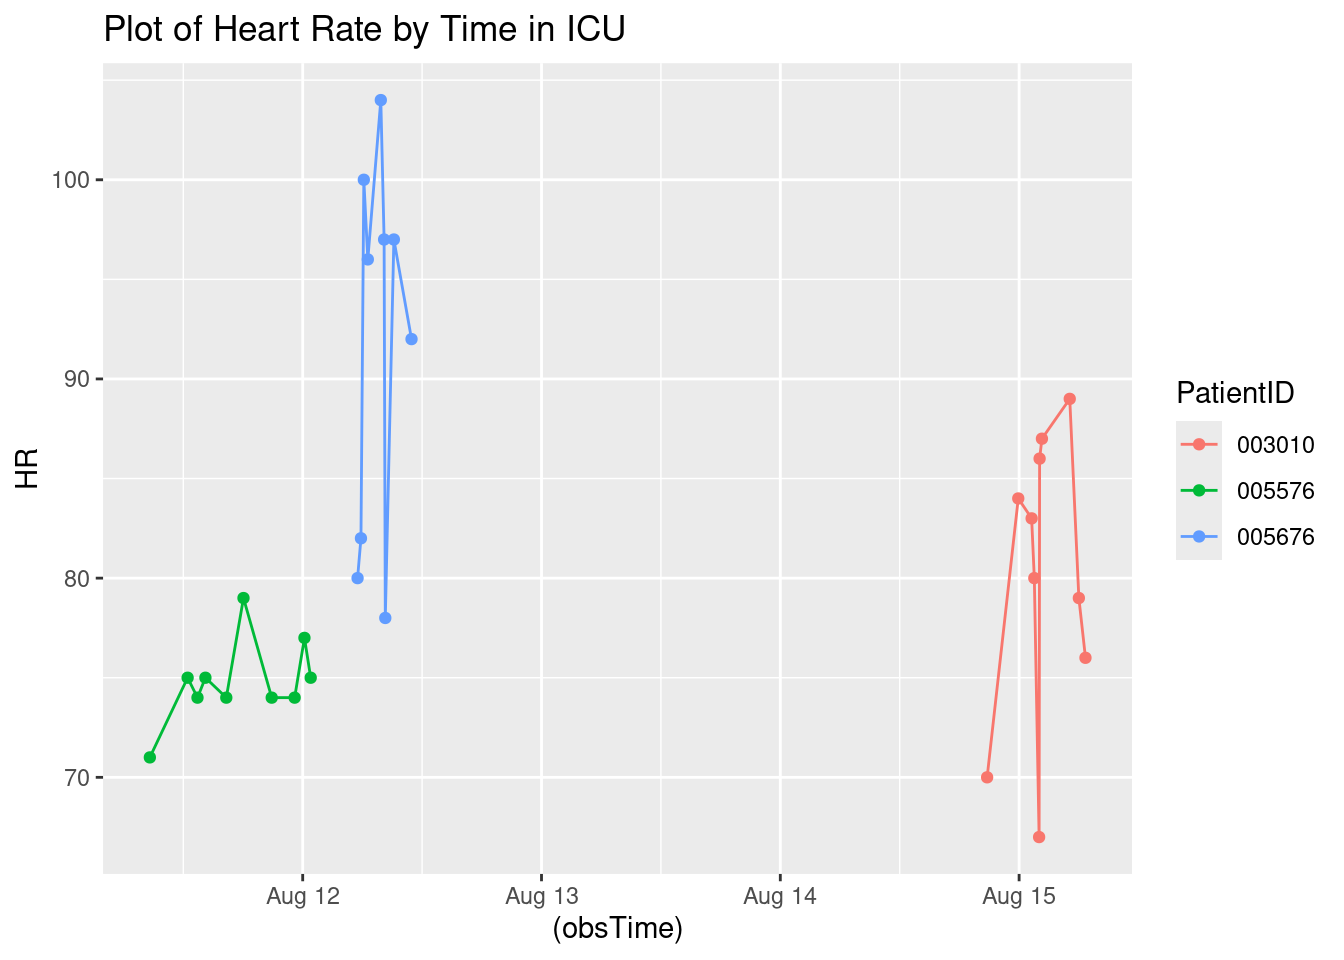 Plot of Heart Rate by Time in ICU
100
90
80
70
HR
Aug 12 Aug 13 Aug 14 Aug 15
(obsTime)
PatientID
003010
005576
005676